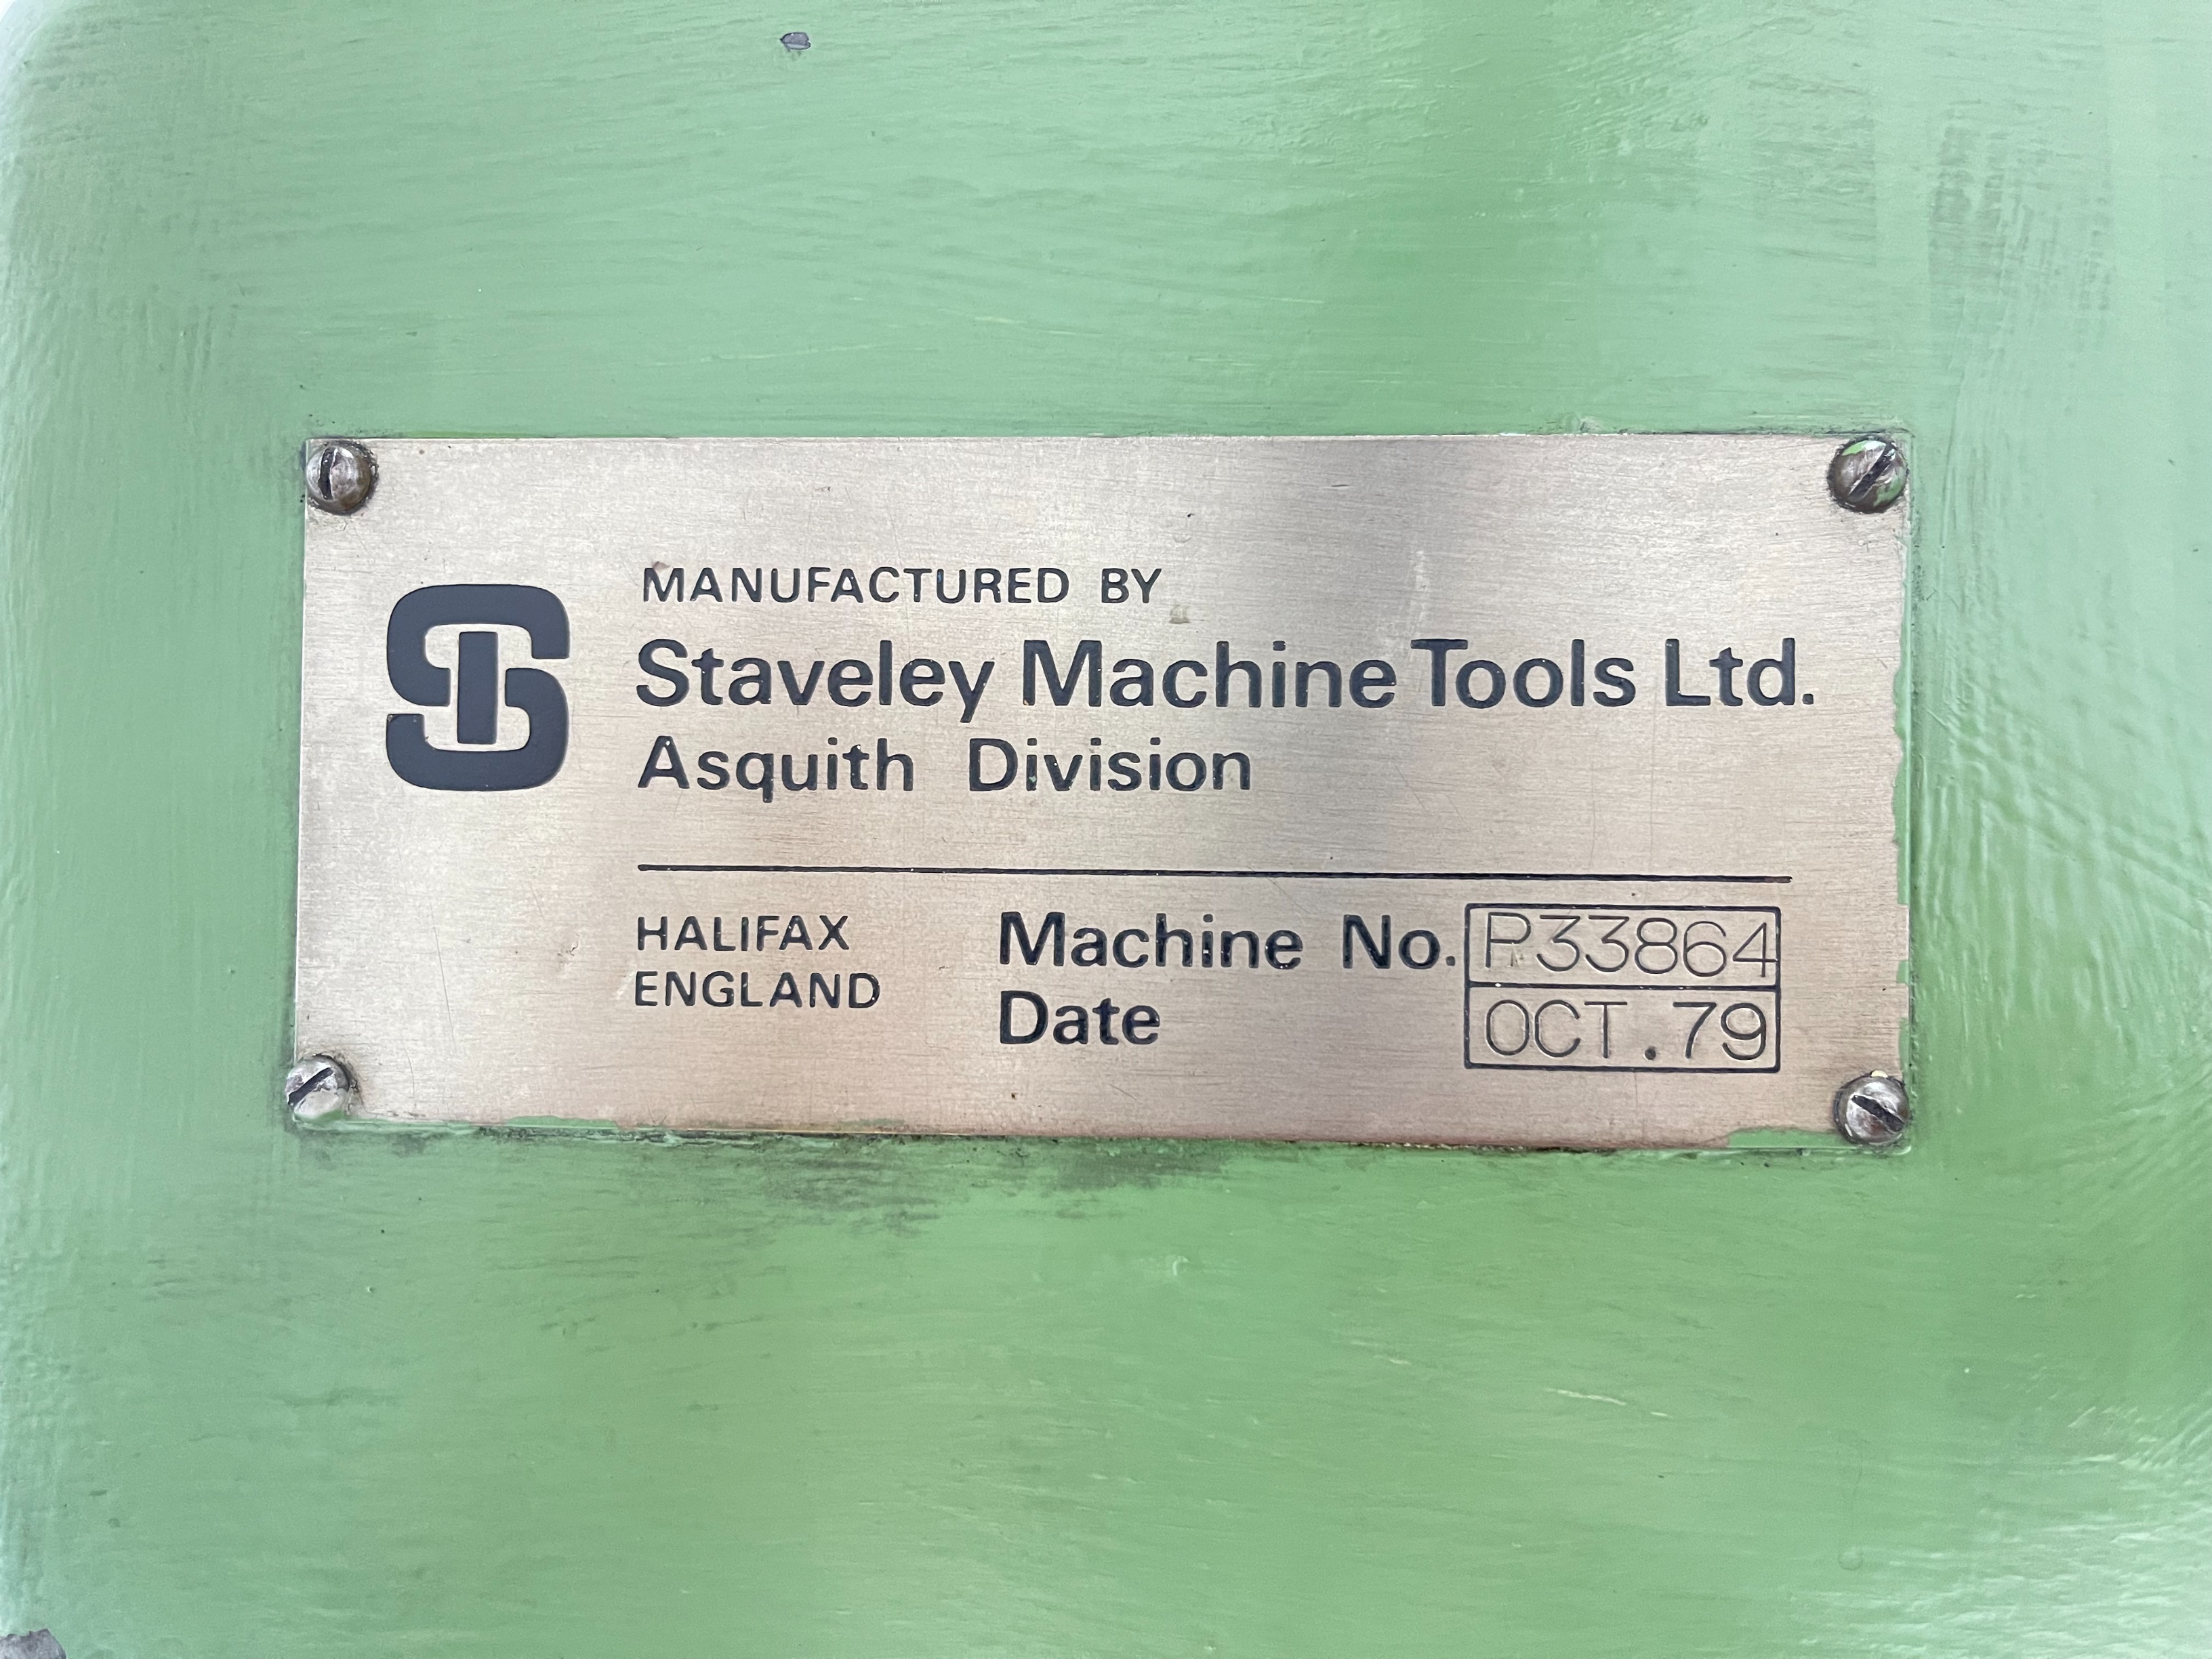 MANUFACTURED BY
Staveley Machine Tools Ltd.
Asquith Division
HALIFAX
ENGLAND
Machine No. P33864
Date OCT.79